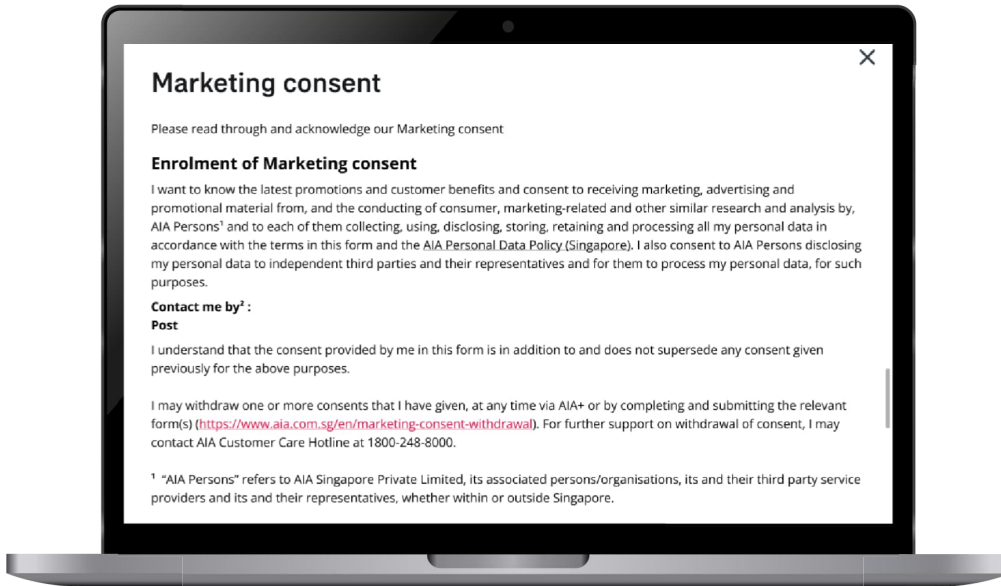 Marketing consent
Please read through and acknowledge our Marketing consent
Enrolment of Marketing consent
I want to know the latest promotions and customer benefits and consent to receiving marketing, advertising and
promotional material from, and the conducting of consumer, marketing-related and other similar research and analysis by,
AIA Persons¹ and to each of them collecting, using, disclosing, storing, retaining and processing all my personal data in
accordance with the terms in this form and the AIA Personal Data Policy (Singapore). I also consent to AIA Persons disclosing
my personal data to independent third parties and their representatives and for them to process my personal data, for such
purposes.
Contact me by² :
Post
I understand that the consent provided by me in this form is in addition to and does not supersede any consent given
previously for the above purposes.
I may withdraw one or more consents that I have given, at any time via AIA+ or by completing and submitting the relevant
form(s) (https://www.aia.com.sg/en/marketing-consent-withdrawal). For further support on withdrawal of consent, I may
contact AIA Customer Care Hotline at 1800-248-8000.
¹ “AIA Persons” refers to AIA Singapore Private Limited, its associated persons/organisations, its and their third party service
providers and its and their representatives, whether within or outside Singapore.